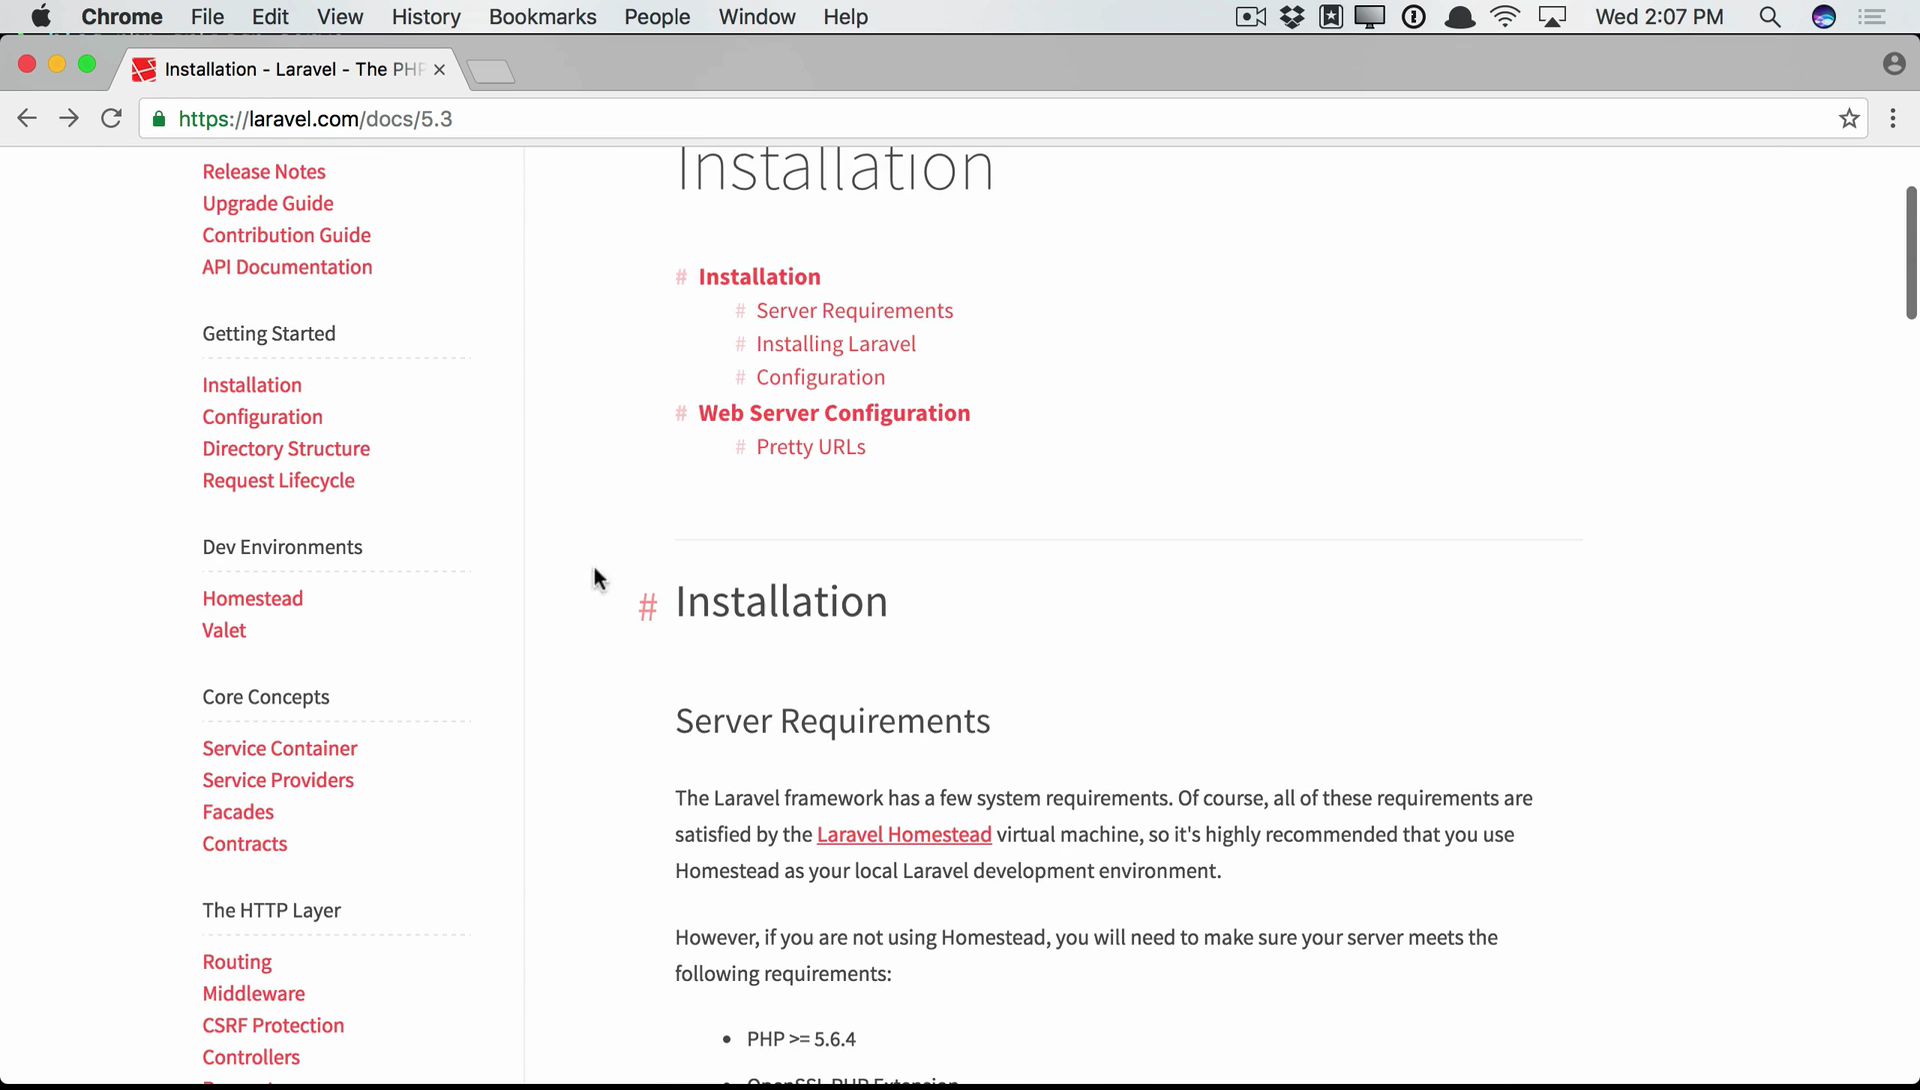 Chrome File Edit View History Bookmarks People Window Help Wed 2:07 PM
Installation - Laravel - The PHP
https://laravel.com/docs/5.3
Release Notes
Upgrade Guide
Contribution Guide
API Documentation
Getting Started
Installation
Configuration
Directory Structure
Request Lifecycle
Dev Environments
Homestead
Valet
Core Concepts
Service Container
Service Providers
Facades
Contracts
The HTTP Layer
Routing
Middleware
CSRF Protection
Controllers
Installation
# Installation
# Server Requirements
# Installing Laravel
# Configuration
# Web Server Configuration
# Pretty URLs
# Installation
Server Requirements
The Laravel framework has a few system requirements. Of course, all of these requirements are
satisfied by the Laravel Homestead virtual machine, so it's highly recommended that you use
Homestead as your local Laravel development environment.
However, if you are not using Homestead, you will need to make sure your server meets the
following requirements:
• PHP >= 5.6.4
• OpenSSL PHP Extension